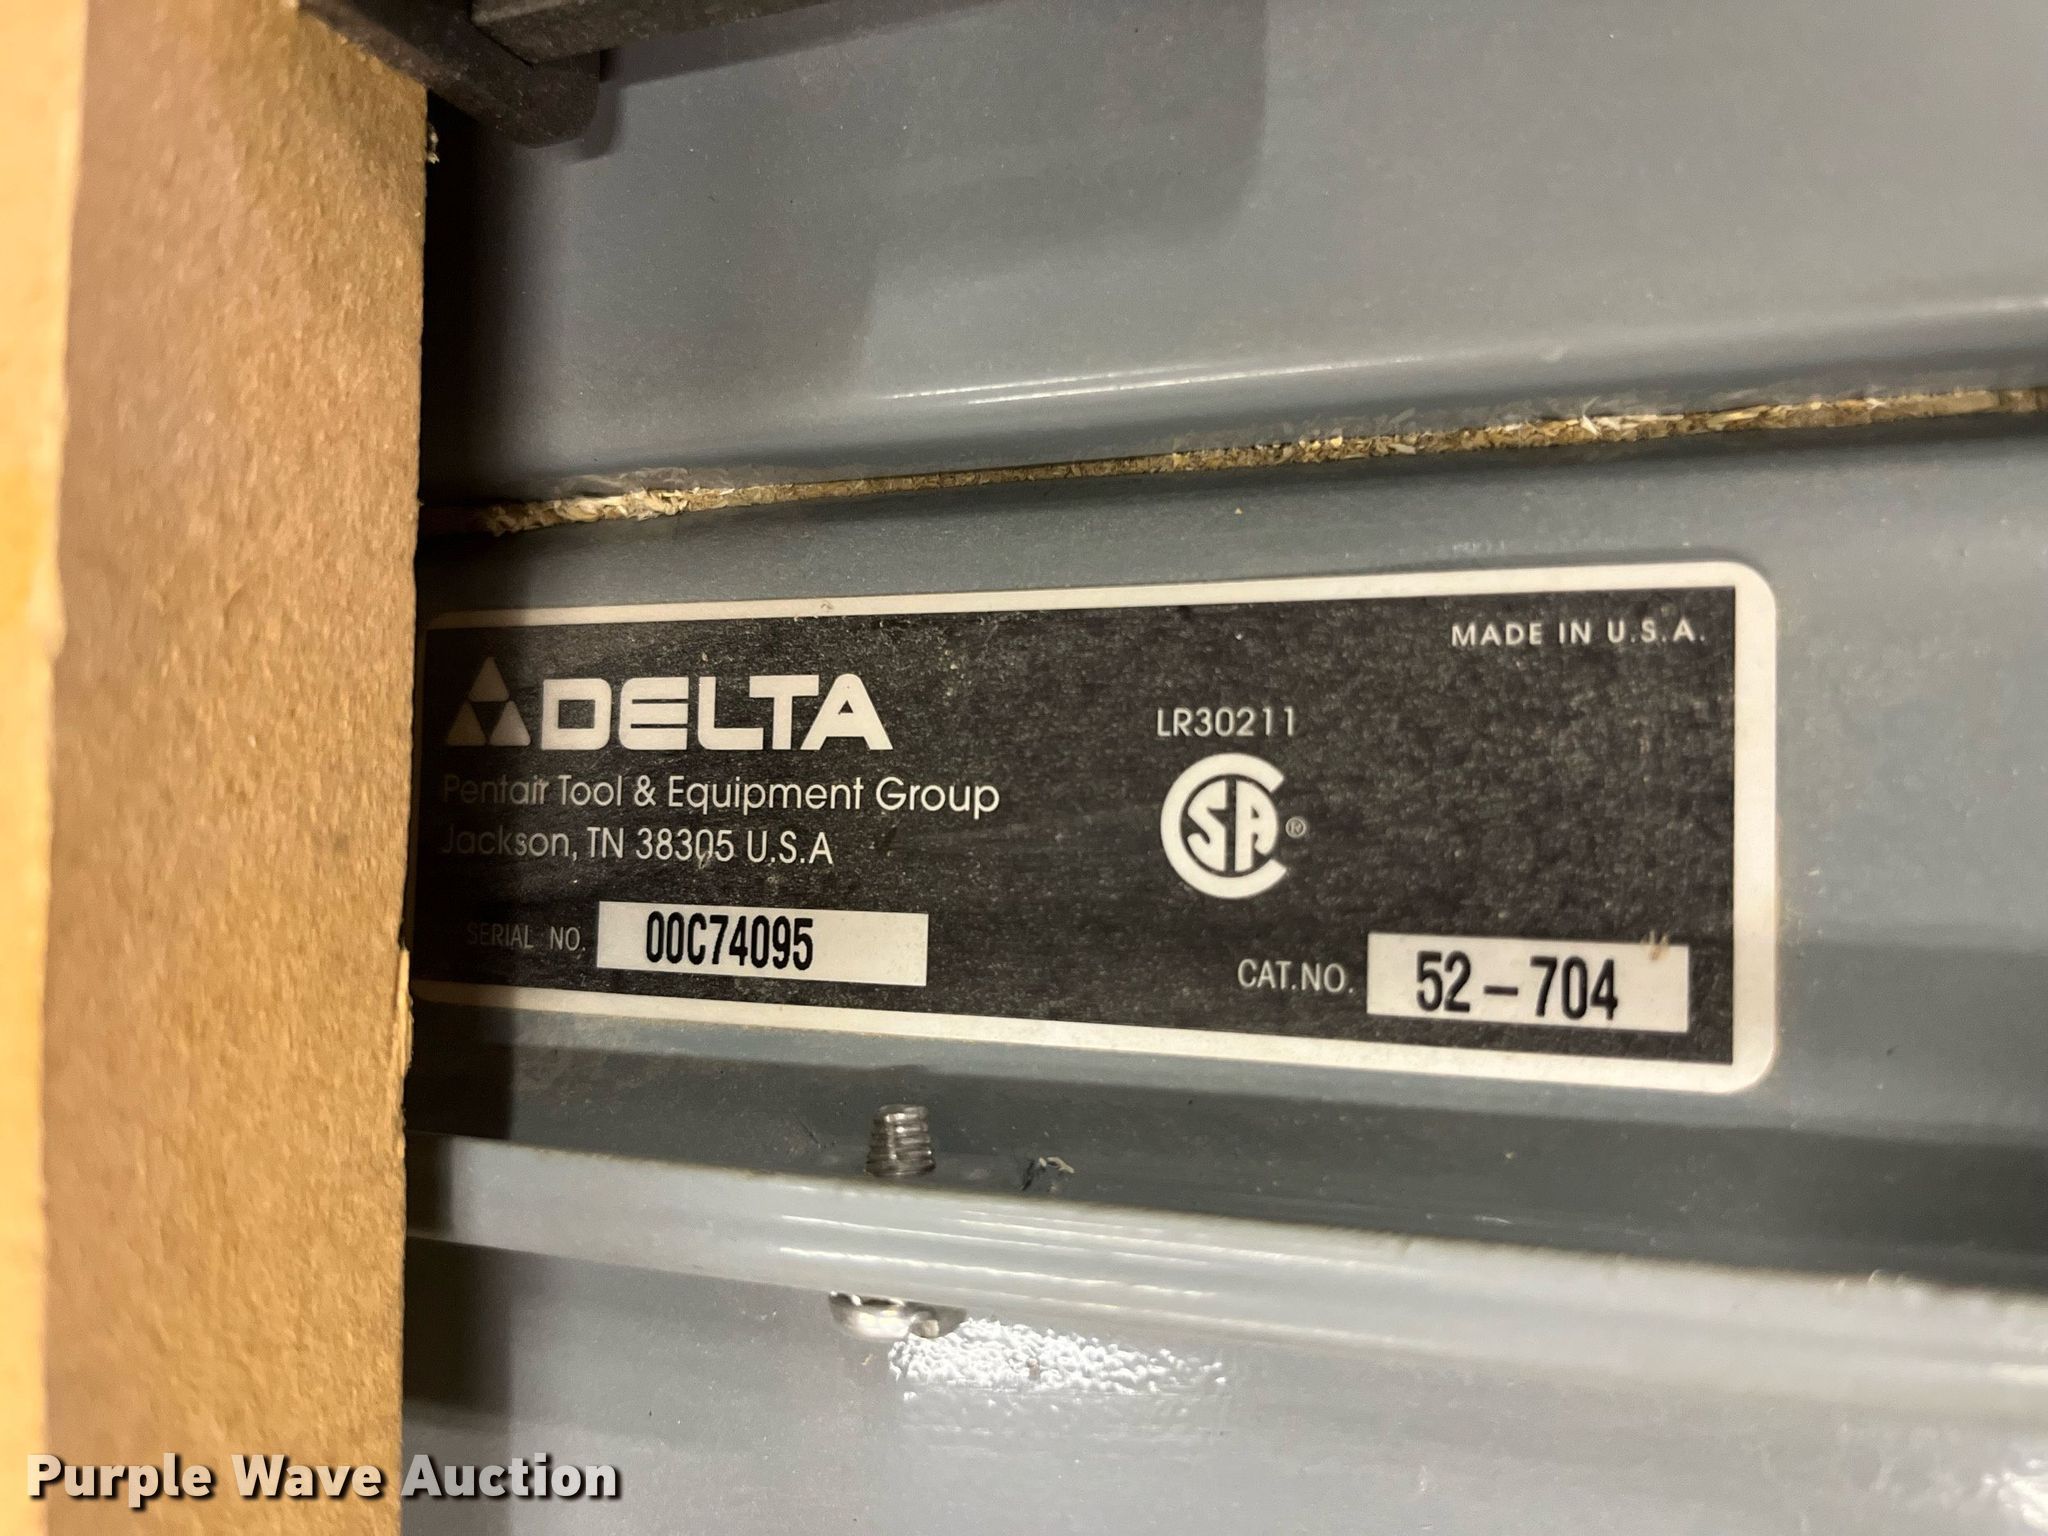 MADE IN U.S.A.
DELTA
LR30211
Pentair Tool & Equipment Group
Jackson, TN 38305 U.S.A
SA®
SERIAL NO. 00C74095
CAT.NO. 52-704
Purple Wave Auction